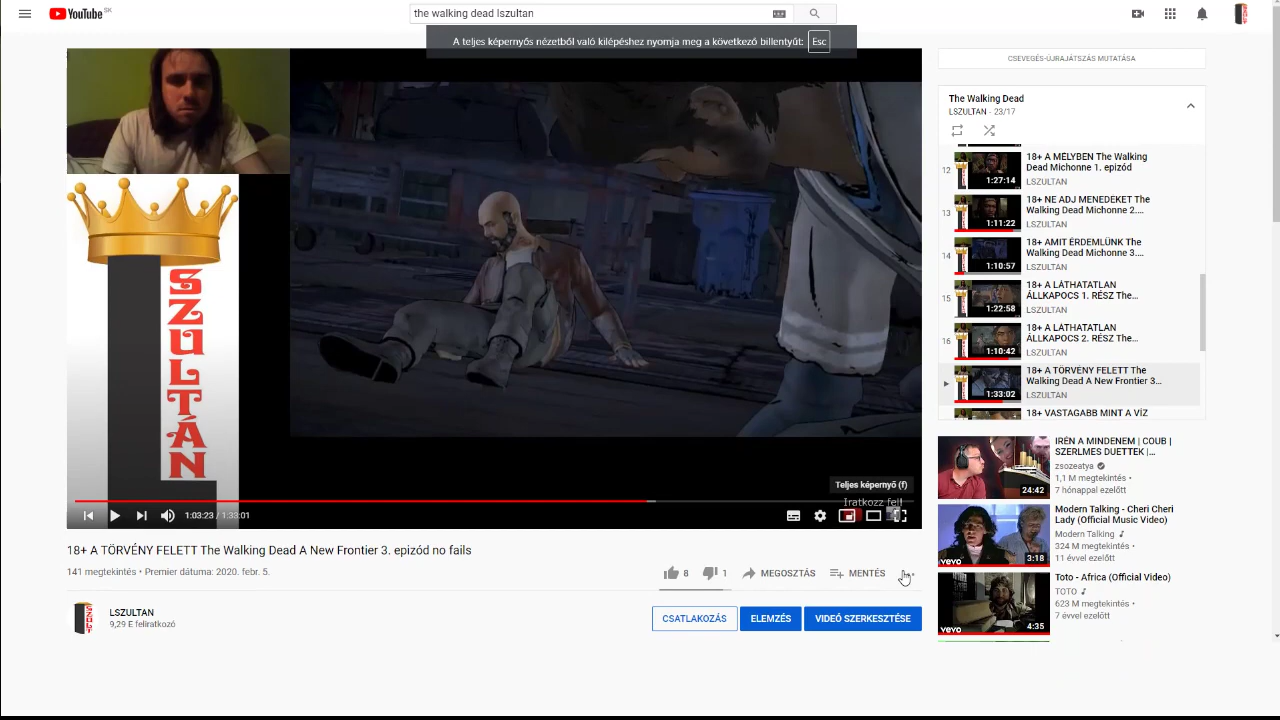 YouTube SK
the walking dead lszultan
A teljes képernyős nézetből való kilépéshez nyomja meg a következő billentyűt: Esc
L
SZULTÁN
Teljes képernyő (f)
Iratkozz fel!
1:03:23 / 1:33:01
18+ A TÖRVÉNY FELETT The Walking Dead A New Frontier 3. epizód no fails
141 megtekintés • Premier dátuma: 2020. febr. 5.
8
1
MEGOSZTÁS
MENTÉS
LSZULTAN
9,29 E feliratkozó
CSATLAKOZÁS
ELEMZÉS
VIDEÓ SZERKESZTÉSE
CSEVEGÉS-ÚJRAJÁTSZÁS MUTATÁSA
The Walking Dead
LSZULTAN - 23/17
12
1:27:14
18+ A MÉLYBEN The Walking
Dead Michonne 1. epizód
LSZULTAN
13
1:11:22
18+ NE ADJ MENEDÉKET The
Walking Dead Michonne 2....
LSZULTAN
14
1:10:57
18+ AMIT ÉRDEMLÜNK The
Walking Dead Michonne 3....
LSZULTAN
15
1:22:58
18+ A LÁTHATATLAN
ÁLLKAPOCS 1. RÉSZ The...
LSZULTAN
16
1:10:42
18+ A LÁTHATATLAN
ÁLLKAPOCS 2. RÉSZ The...
LSZULTAN
1:33:02
18+ A TÖRVÉNY FELETT The
Walking Dead A New Frontier 3...
LSZULTAN
18+ VASTAGABB MINT A VÍZ
24:42
IRÉN A MINDENEM | COUB |
SZERLMES DUETTEK |...
zsozeatya
1,1 M megtekintés •
7 hónappal ezelőtt
vevo
3:18
Modern Talking - Cheri Cheri
Lady (Official Music Video)
Modern Talking
324 M megtekintés •
11 évvel ezelőtt
vevo
4:35
Toto - Africa (Official Video)
TOTO
623 M megtekintés •
7 évvel ezelőtt